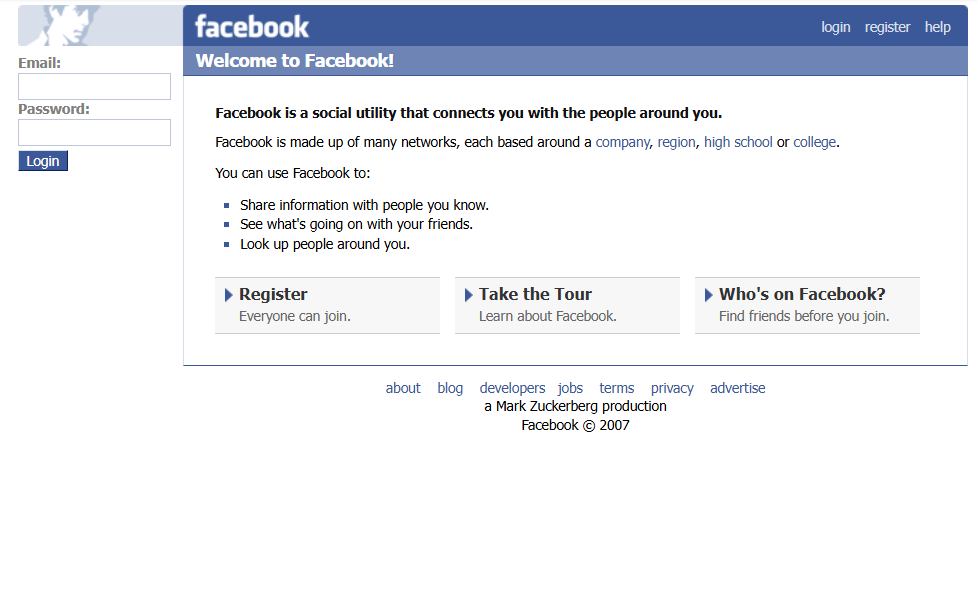 facebook
login register help
Welcome to Facebook!
Email:
Password:
Login
Facebook is a social utility that connects you with the people around you.
Facebook is made up of many networks, each based around a company, region, high school or college.
You can use Facebook to:
Share information with people you know.
See what's going on with your friends.
Look up people around you.
Register
Everyone can join.
Take the Tour
Learn about Facebook.
Who's on Facebook?
Find friends before you join.
about blog developers jobs terms privacy advertise
a Mark Zuckerberg production
Facebook © 2007